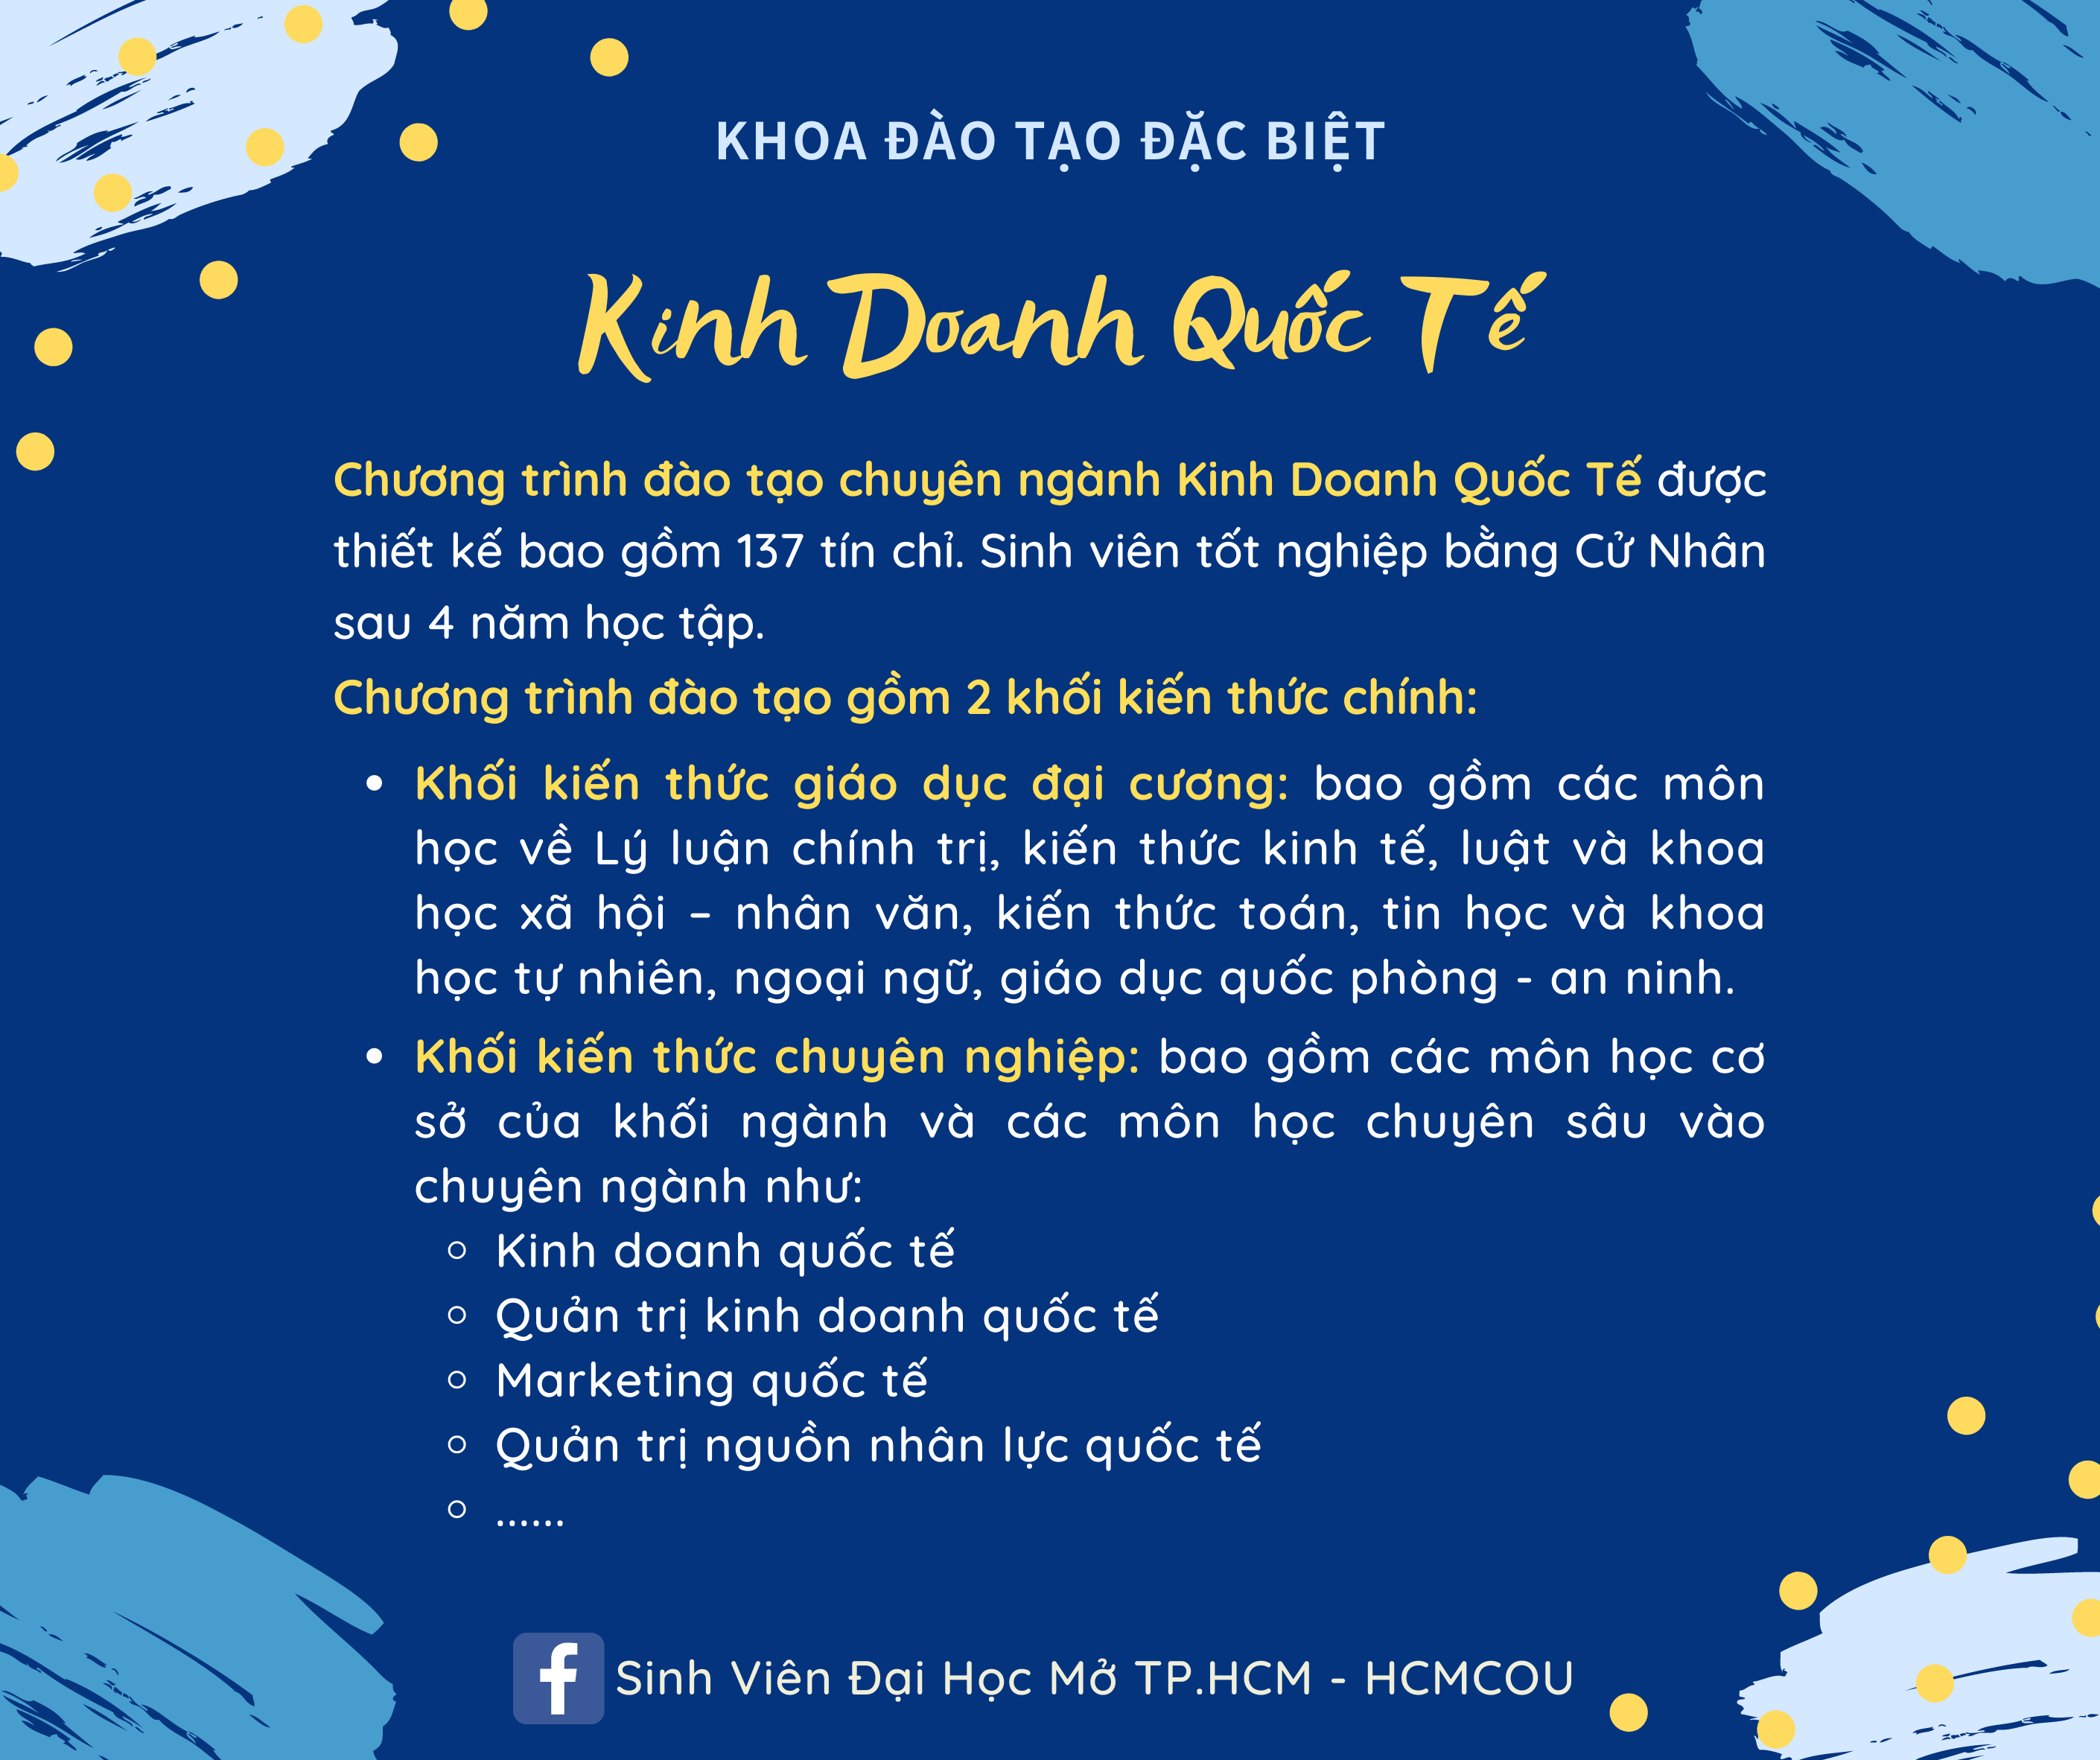 KHOA ĐÀO TẠO ĐẶC BIỆT
Kinh Doanh Quốc Tế
Chương trình đào tạo chuyên ngành Kinh Doanh Quốc Tế được
thiết kế bao gồm 137 tín chỉ. Sinh viên tốt nghiệp bằng Cử Nhân
sau 4 năm học tập.
Chương trình đào tạo gồm 2 khối kiến thức chính:
• Khối kiến thức giáo dục đại cương: bao gồm các môn
học về Lý luận chính trị, kiến thức kinh tế, luật và khoa
học xã hội – nhân văn, kiến thức toán, tin học và khoa
học tự nhiên, ngoại ngữ, giáo dục quốc phòng - an ninh.
• Khối kiến thức chuyên nghiệp: bao gồm các môn học cơ
sở của khối ngành và các môn học chuyên sâu vào
chuyên ngành như:
○ Kinh doanh quốc tế
○ Quản trị kinh doanh quốc tế
○ Marketing quốc tế
○ Quản trị nguồn nhân lực quốc tế
○ ......
f Sinh Viên Đại Học Mở TP.HCM - HCMCOU